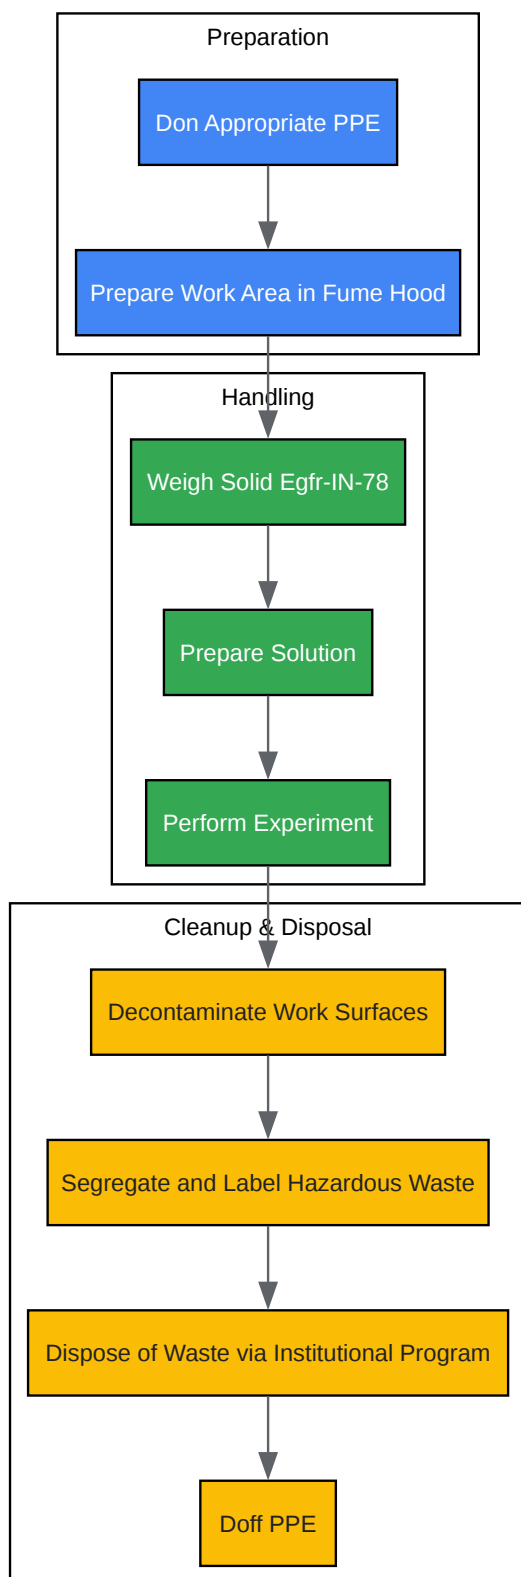 Preparation
Don Appropriate PPE
Prepare Work Area in Fume Hood
Handling
Weigh Solid Egfr-IN-78
Prepare Solution
Perform Experiment
Cleanup & Disposal
Decontaminate Work Surfaces
Segregate and Label Hazardous Waste
Dispose of Waste via Institutional Program
Doff PPE